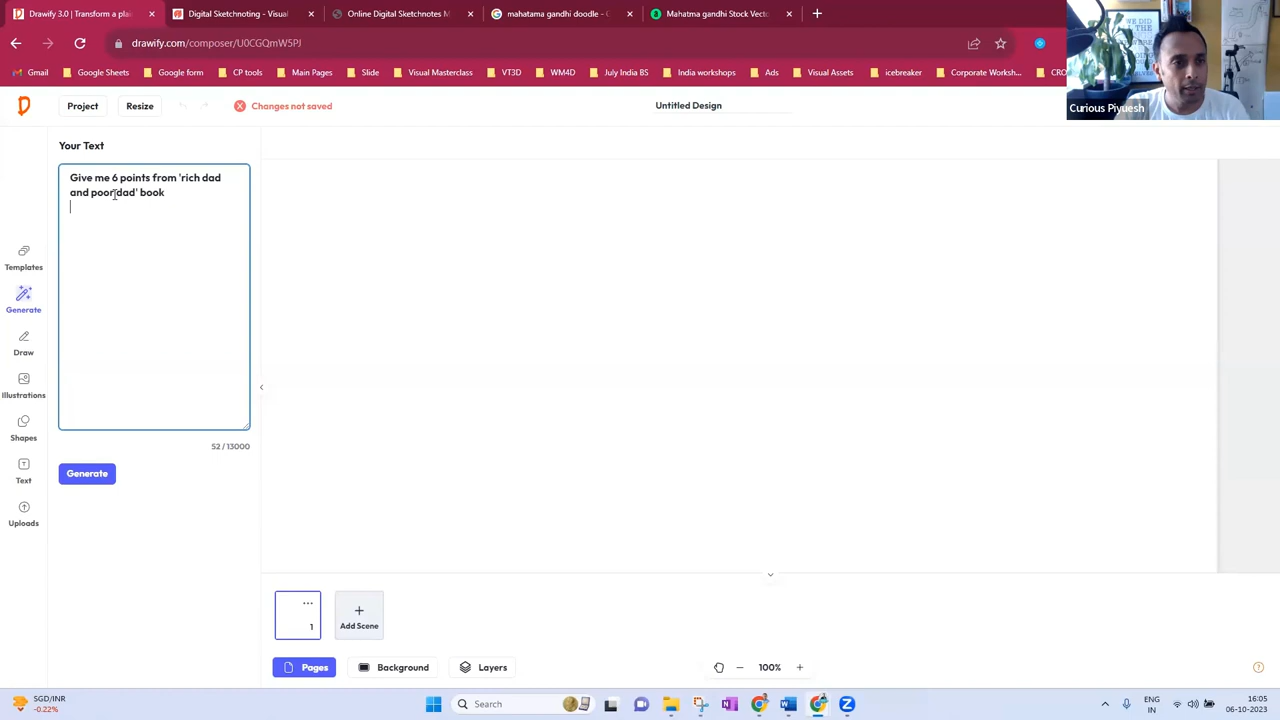 Drawify 3.0 | Transform a plai
Digital Sketchnoting - Visual
Online Digital Sketchnotes M
mahatama gandhi doodle - G
Mahatma gandhi Stock Vecto
drawify.com/composer/U0CGQmW5PJ
Gmail
Google Sheets
Google form
CP tools
Main Pages
Slide
Visual Masterclass
VT3D
WM4D
July India BS
India workshops
Ads
Visual Assets
icebreaker
Corporate Worksh...
CRO
Curious Piyuesh
Project
Resize
Changes not saved
Untitled Design
Your Text
Give me 6 points from 'rich dad
and poor dad' book
52 / 13000
Generate
Templates
Generate
Draw
Illustrations
Shapes
Text
Uploads
1
Add Scene
Pages
Background
Layers
100%
SGD/INR
-0.22%
Search
ENG
IN
16:05
06-10-2023